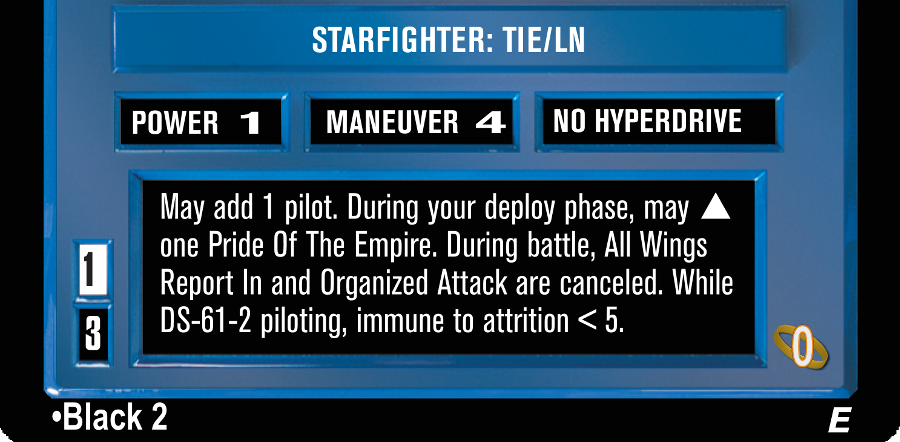 STARFIGHTER: TIE/LN
POWER 1 MANEUVER 4 NO HYPERDRIVE
May add 1 pilot. During your deploy phase, may ▲
one Pride Of The Empire. During battle, All Wings
Report In and Organized Attack are canceled. While
DS-61-2 piloting, immune to attrition < 5.
1
3
0
•Black 2 E